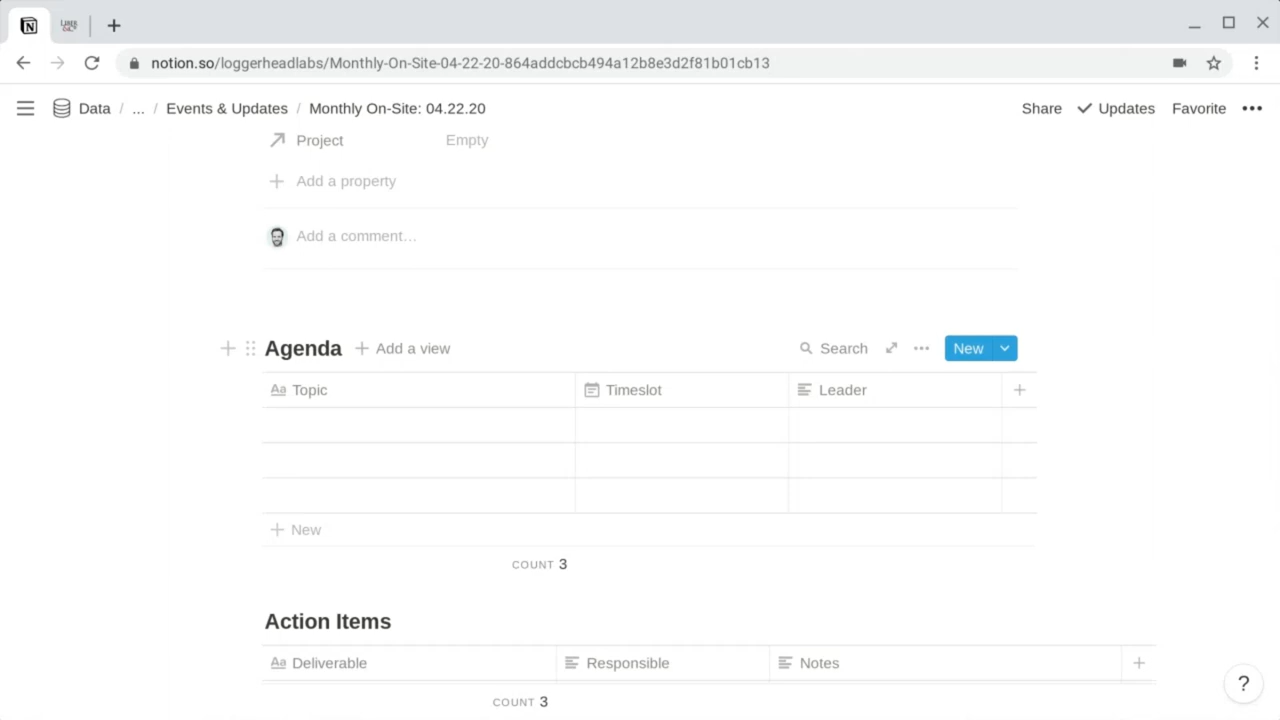 notion.so/loggerheadlabs/Monthly-On-Site-04-22-20-864addcbcb494a12b8e3d2f81b01cb13
Data / ... / Events & Updates / Monthly On-Site: 04.22.20 Share Updates Favorite
Project Empty
Add a property
Add a comment…
Agenda Add a view Search New
Aa Topic Timeslot Leader
New
COUNT 3
Action Items
Aa Deliverable Responsible Notes
COUNT 3
?